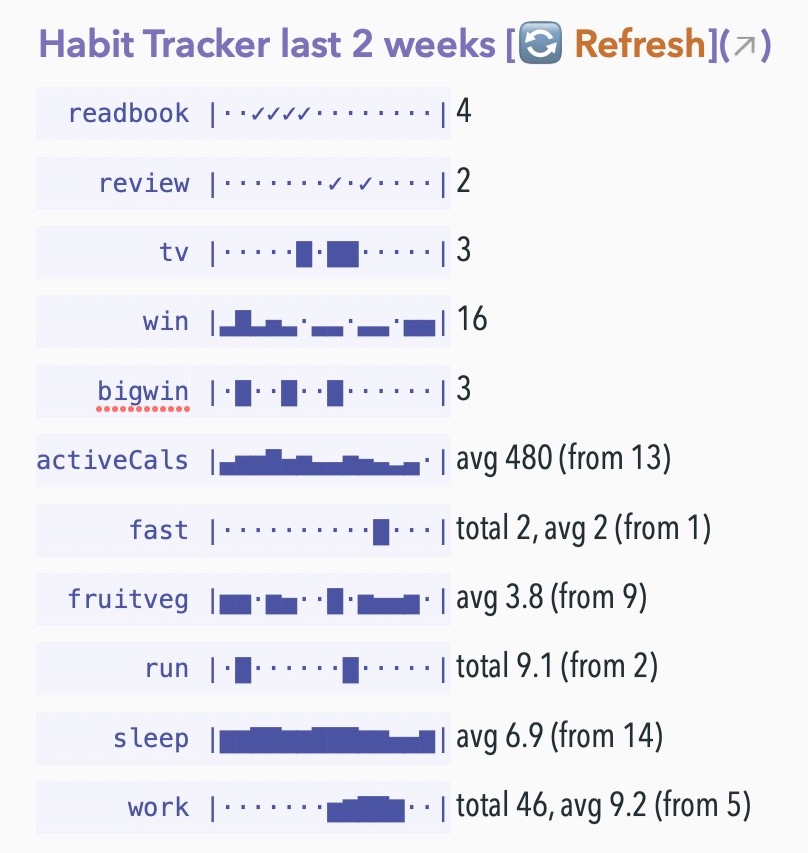 Habit Tracker last 2 weeks [🔄 Refresh](↗)
readbook |··✓✓✓✓········| 4
review |·······✓·✓····| 2
tv |·····█·██·····| 3
win |▃█▃▅▃·▃▃·▃▃·▅▅| 16
bigwin |·█··█··█······| 3
activeCals |▅▆▆█▅▆▅▅▆▅▄▃▄·| avg 480 (from 13)
fast |··········█···| total 2, avg 2 (from 1)
fruitveg |▆▆·▆▅··█·▆▅▅▆·| avg 3.8 (from 9)
run |·█······█·····| total 9.1 (from 2)
sleep |▇▇██▇▇███▇▇▅▅▇| avg 6.9 (from 14)
work |·······▆▇██▇··| total 46, avg 9.2 (from 5)